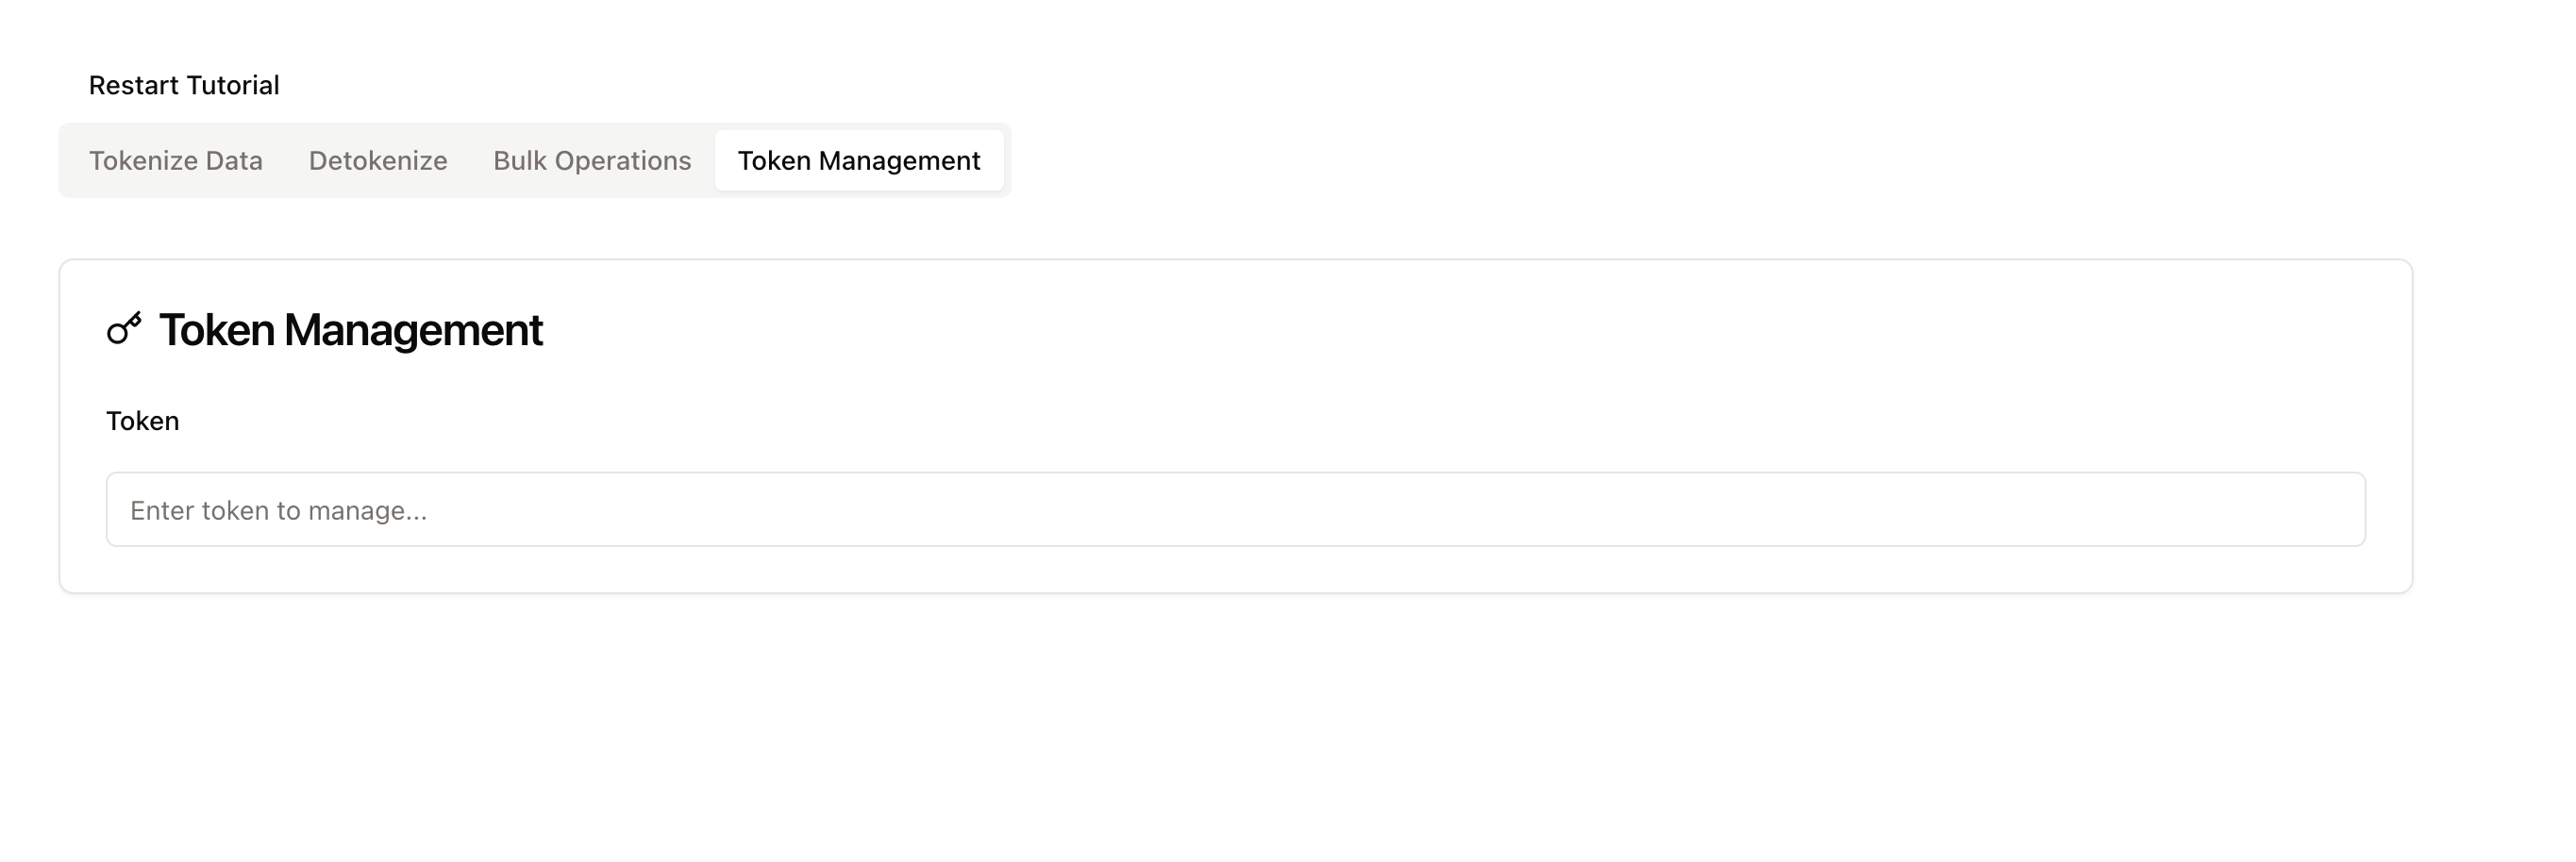 Restart Tutorial
Tokenize Data Detokenize Bulk Operations Token Management
Token Management
Token
Enter token to manage...